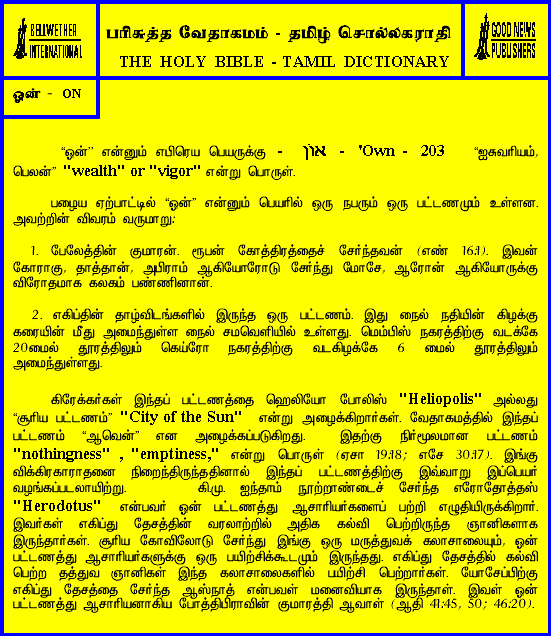 BELLWETHER
INTERNATIONAL
பரிசுத்த வேதாகமம் - தமிழ் சொல்லகராதி
THE HOLY BIBLE - TAMIL DICTIONARY
GOOD NEWS
PUBLISHERS
ஓன் - ON
“ஓன்” என்னும் எபிரெய பெயருக்கு - און - 'Own - 203 “ஐசுவரியம்,
பெலன்” "wealth" or "vigor" என்று பொருள்.
பழைய ஏற்பாட்டில் “ஓன்” என்னும் பெயரில் ஒரு நபரும் ஒரு பட்டணமும் உள்ளன.
அவற்றின் விவரம் வருமாறு:
1. பேலேத்தின் குமாரன். ரூபன் கோத்திரத்தைச் சேர்ந்தவன் (எண் 16:1). இவன்
கோராகு, தாத்தான், அபிராம் ஆகியோரோடு சேர்ந்து மோசே, ஆரோன் ஆகியோருக்கு
விரோதமாக கலகம் பண்ணினான்.
2. எகிப்தின் தாழ்விடங்களில் இருந்த ஒரு பட்டணம். இது நைல் நதியின் கிழக்கு
கரையின் மீது அமைந்துள்ள நைல் சமவெளியில் உள்ளது. மெம்பிஸ் நகரத்திற்கு வடக்கே
20மைல் தூரத்திலும் கெய்ரோ நகரத்திற்கு வடகிழக்கே 6 மைல் தூரத்திலும்
அமைந்துள்ளது.
கிரேக்கர்கள் இந்தப் பட்டணத்தை ஹெலியோ போலிஸ் "Heliopolis" அல்லது
“சூரிய பட்டணம்” "City of the Sun" என்று அழைக்கிறார்கள். வேதாகமத்தில் இந்தப்
பட்டணம் “ஆவென்” என அழைக்கப்படுகிறது. இதற்கு நிர்மூலமான பட்டணம்
"nothingness" , "emptiness," என்று பொருள் (ஏசா 19:18; எசே 30:17). இங்கு
விக்கிரகாராதனை நிறைந்திருந்ததினால் இந்தப் பட்டணத்திற்கு இவ்வாறு இப்பெயர்
வழங்கப்படலாயிற்று. கி.மு. ஐந்தாம் நூற்றாண்டைச் சேர்ந்த எரோதோத்தஸ்
"Herodotus" என்பவர் ஓன் பட்டணத்து ஆசாரியர்களைப் பற்றி எழுதியிருக்கிறார்.
இவர்கள் எகிப்து தேசத்தின் வரலாற்றில் அதிக கல்வி பெற்றிருந்த ஞானிகளாக
இருந்தார்கள். சூரிய கோவிலோடு சேர்ந்து இங்கு ஒரு மருத்துவக் கலாசாலையும், ஓன்
பட்டணத்து ஆசாரியர்களுக்கு ஒரு பயிற்சிக்கூடமும் இருந்தது. எகிப்து தேசத்தில் கல்வி
பெற்ற தத்துவ ஞானிகள் இந்த கலாசாலைகளில் பயிற்சி பெற்றார்கள். யோசேப்பிற்கு
எகிப்து தேசத்தை சேர்ந்த ஆஸ்நாத் என்பவள் மனைவியாக இருந்தாள். இவள் ஓன்
பட்டணத்து ஆசாரியனாகிய போத்திபிராவின் குமாரத்தி ஆவாள் (ஆதி 41:45, 50; 46:20).